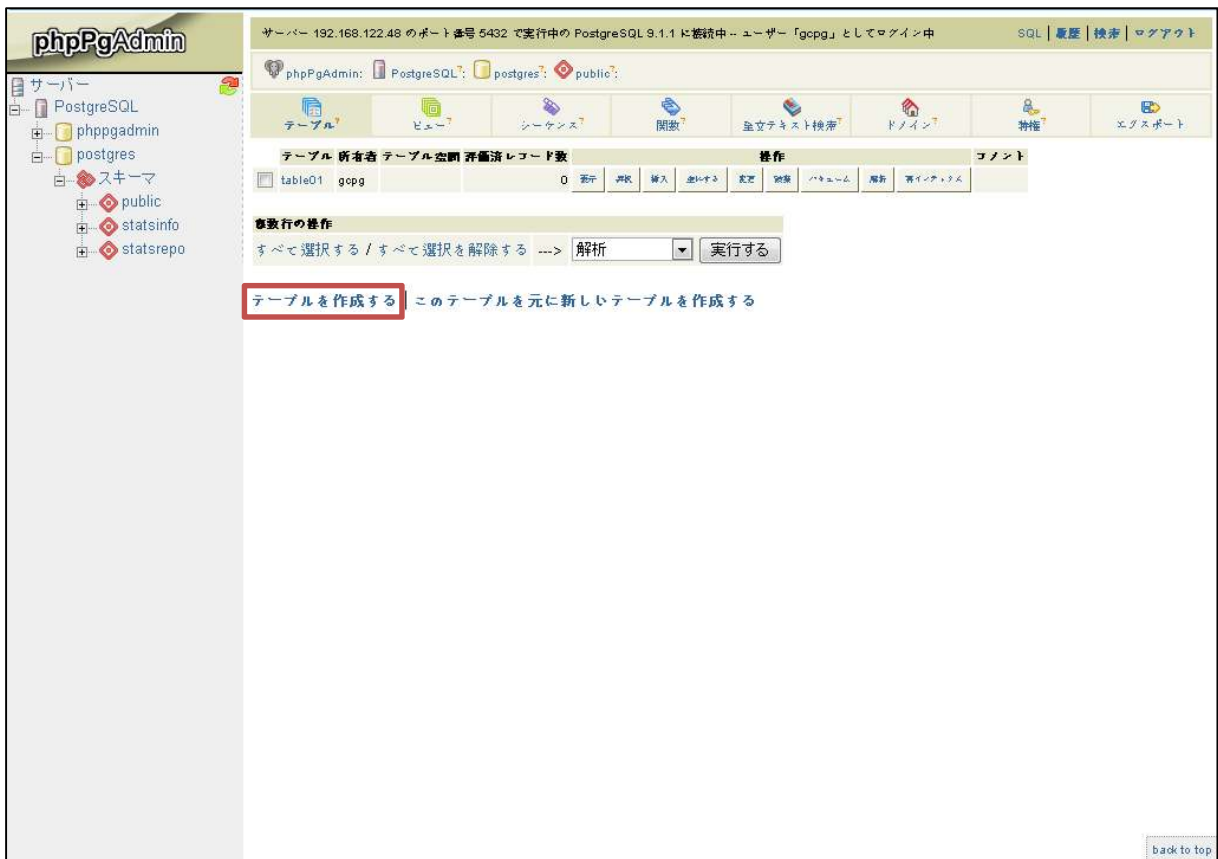 phpPgAdmin
サーバー 192.168.122.48 のポート番号 5432 で実行中の PostgreSQL 9.1.1 に接続中 -- ユーザー「gcpg」としてログイン中
SQL | 履歴 | 検索 | ログアウト
phpPgAdmin: PostgreSQL?: postgres?: public?:
サーバー
PostgreSQL
phppgadmin
postgres
スキーマ
public
statsinfo
statsrepo
テーブル? ビュー? シーケンス? 関数? 全文テキスト検索? ドメイン? 特権? エクスポート
テーブル 所有者 テーブル空間 評価済レコード数 操作 コメント
table01 gcpg 0 表示 選択 挿入 空にする 変更 破棄 バキューム 解析 再インデックス
複数行の操作
すべて選択する / すべて選択を解除する ---> 解析 実行する
テーブルを作成する | このテーブルを元に新しいテーブルを作成する
back to top